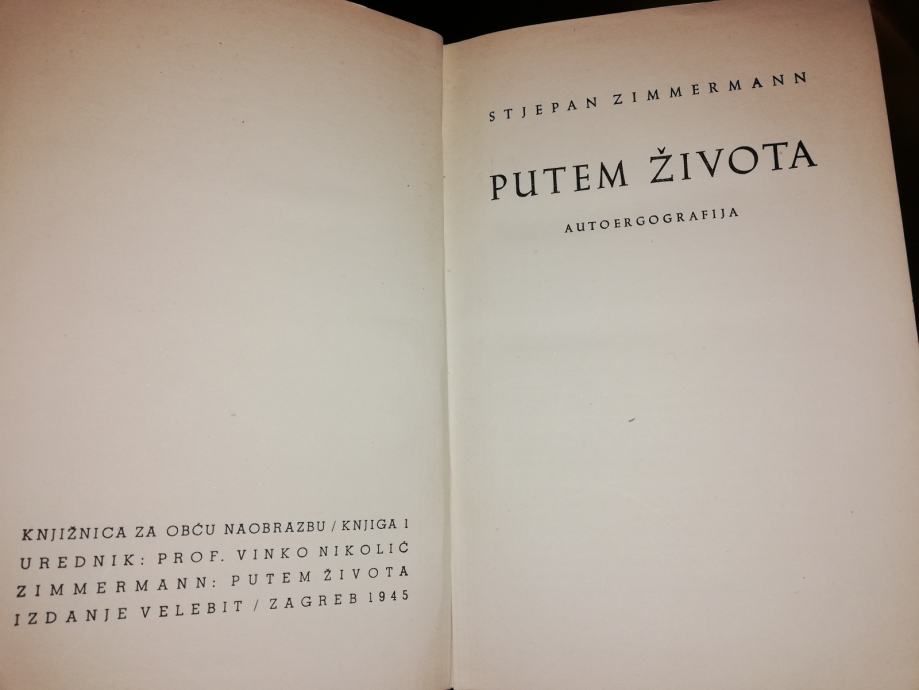 KNJIŽNICA ZA OBĆU NAOBRAZBU / KNJIGA 1
UREDNIK: PROF. VINKO NIKOLIĆ
ZIMMERMANN: PUTEM ŽIVOTA
IZDANJE VELEBIT / ZAGREB 1945
STJEPAN ZIMMERMANN
PUTEM ŽIVOTA
AUTOERGOGRAFIJA